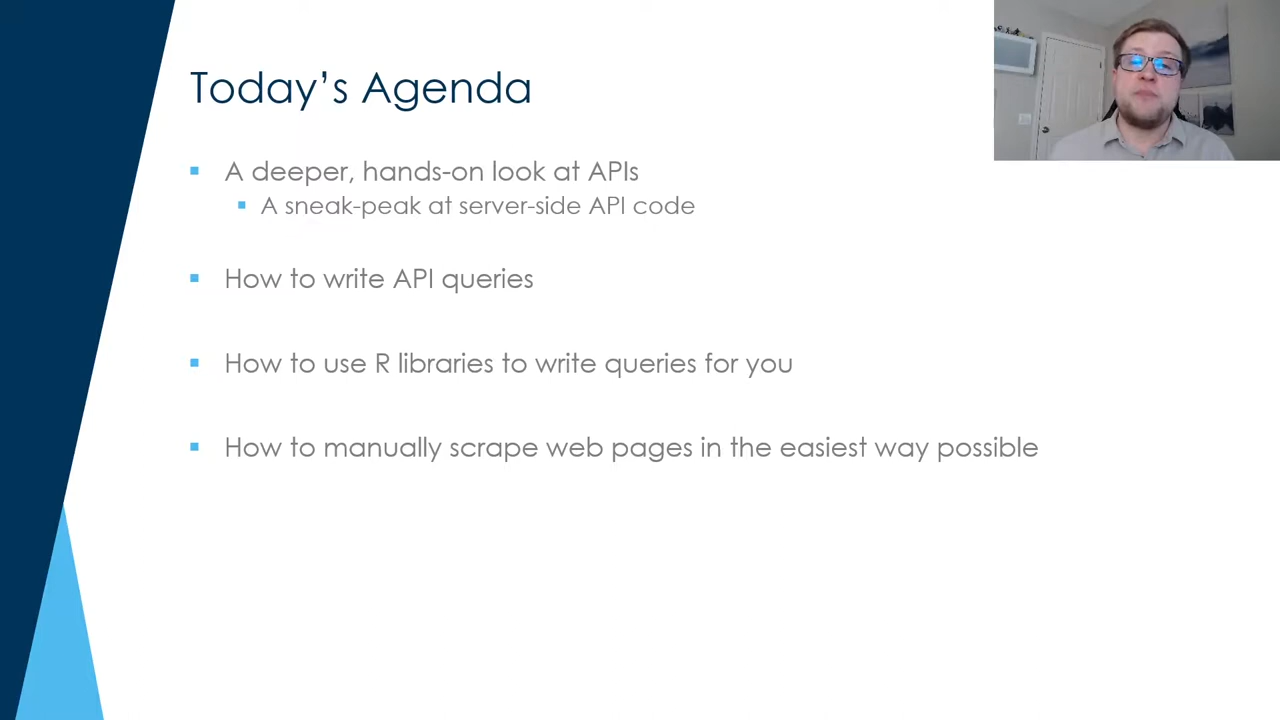 Today’s Agenda
A deeper, hands-on look at APIs
A sneak-peak at server-side API code
How to write API queries
How to use R libraries to write queries for you
How to manually scrape web pages in the easiest way possible